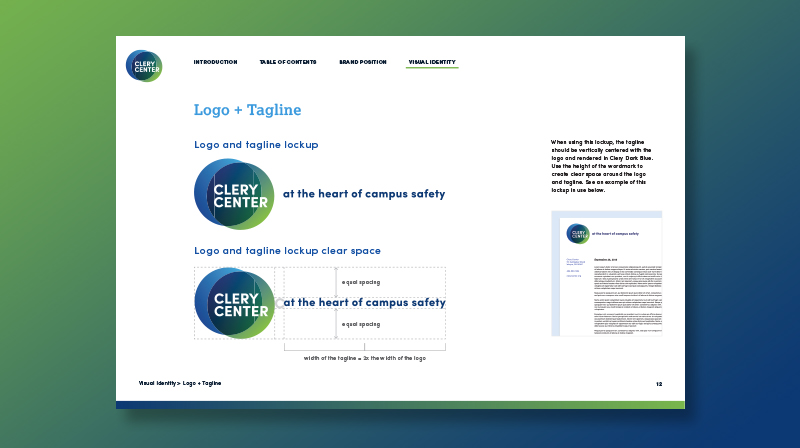 CLERY
CENTER
INTRODUCTION
TABLE OF CONTENTS
BRAND POSITION
VISUAL IDENTITY
Logo + Tagline
Logo and tagline lockup
CLERY
CENTER
at the heart of campus safety
Logo and tagline lockup clear space
CLERY
CENTER
at the heart of campus safety
equal spacing
equal spacing
width of the tagline = 2x the width of the logo
When using this lockup, the tagline
should be vertically centered with the
logo and rendered in Clery Dark Blue.
Use the height of the wordmark to
create clear space around the logo
and tagline. See an example of this
lockup in use below.
CLERY
CENTER
at the heart of campus safety
Visual Identity > Logo + Tagline
12